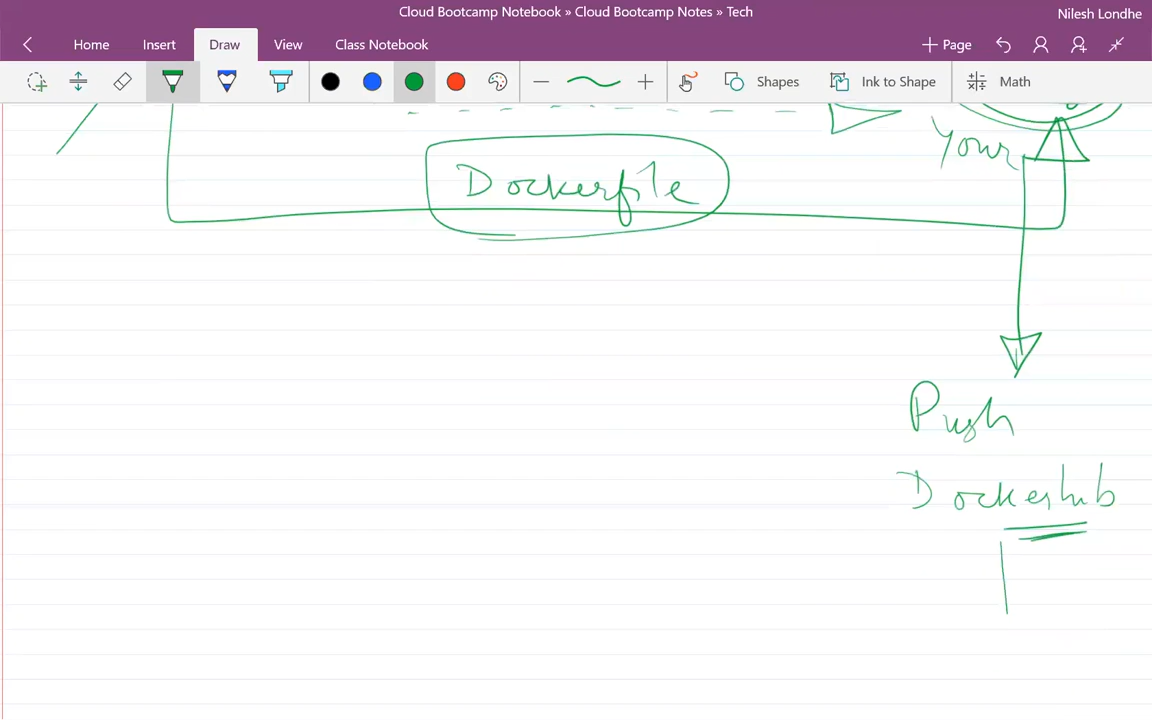 Cloud Bootcamp Notebook » Cloud Bootcamp Notes » Tech
Nilesh Londhe
Home Insert Draw View Class Notebook Page
Shapes Ink to Shape Math
Your
Dockerfile
Push
Dockerhub